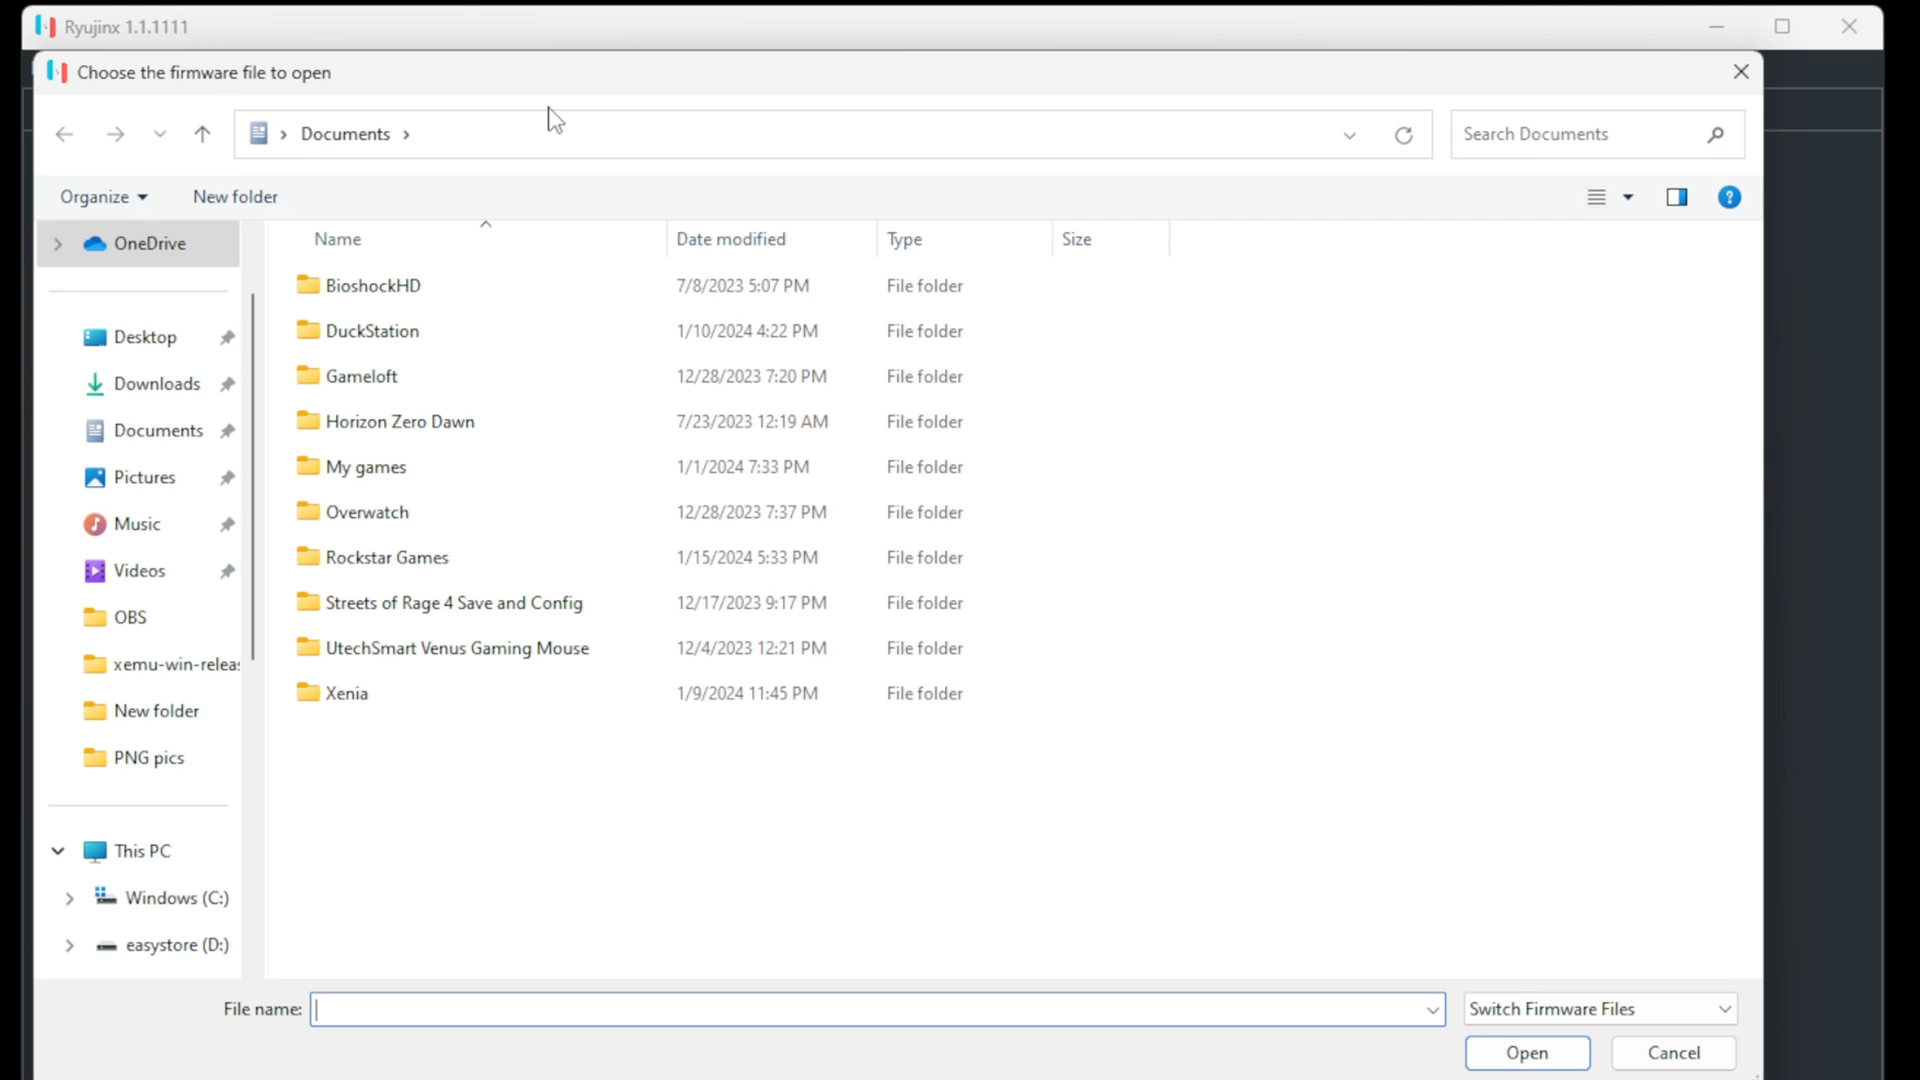 Ryujinx 1.1.1111
Choose the firmware file to open
Documents
Search Documents
Organize
New folder
OneDrive
Name
Date modified
Type
Size
BioshockHD 7/8/2023 5:07 PM File folder
DuckStation 1/10/2024 4:22 PM File folder
Gameloft 12/28/2023 7:20 PM File folder
Horizon Zero Dawn 7/23/2023 12:19 AM File folder
My games 1/1/2024 7:33 PM File folder
Overwatch 12/28/2023 7:37 PM File folder
Rockstar Games 1/15/2024 5:33 PM File folder
Streets of Rage 4 Save and Config 12/17/2023 9:17 PM File folder
UtechSmart Venus Gaming Mouse 12/4/2023 12:21 PM File folder
Xenia 1/9/2024 11:45 PM File folder
Desktop
Downloads
Documents
Pictures
Music
Videos
OBS
xemu-win-releas
New folder
PNG pics
This PC
Windows (C:)
easystore (D:)
File name:
Switch Firmware Files
Open
Cancel